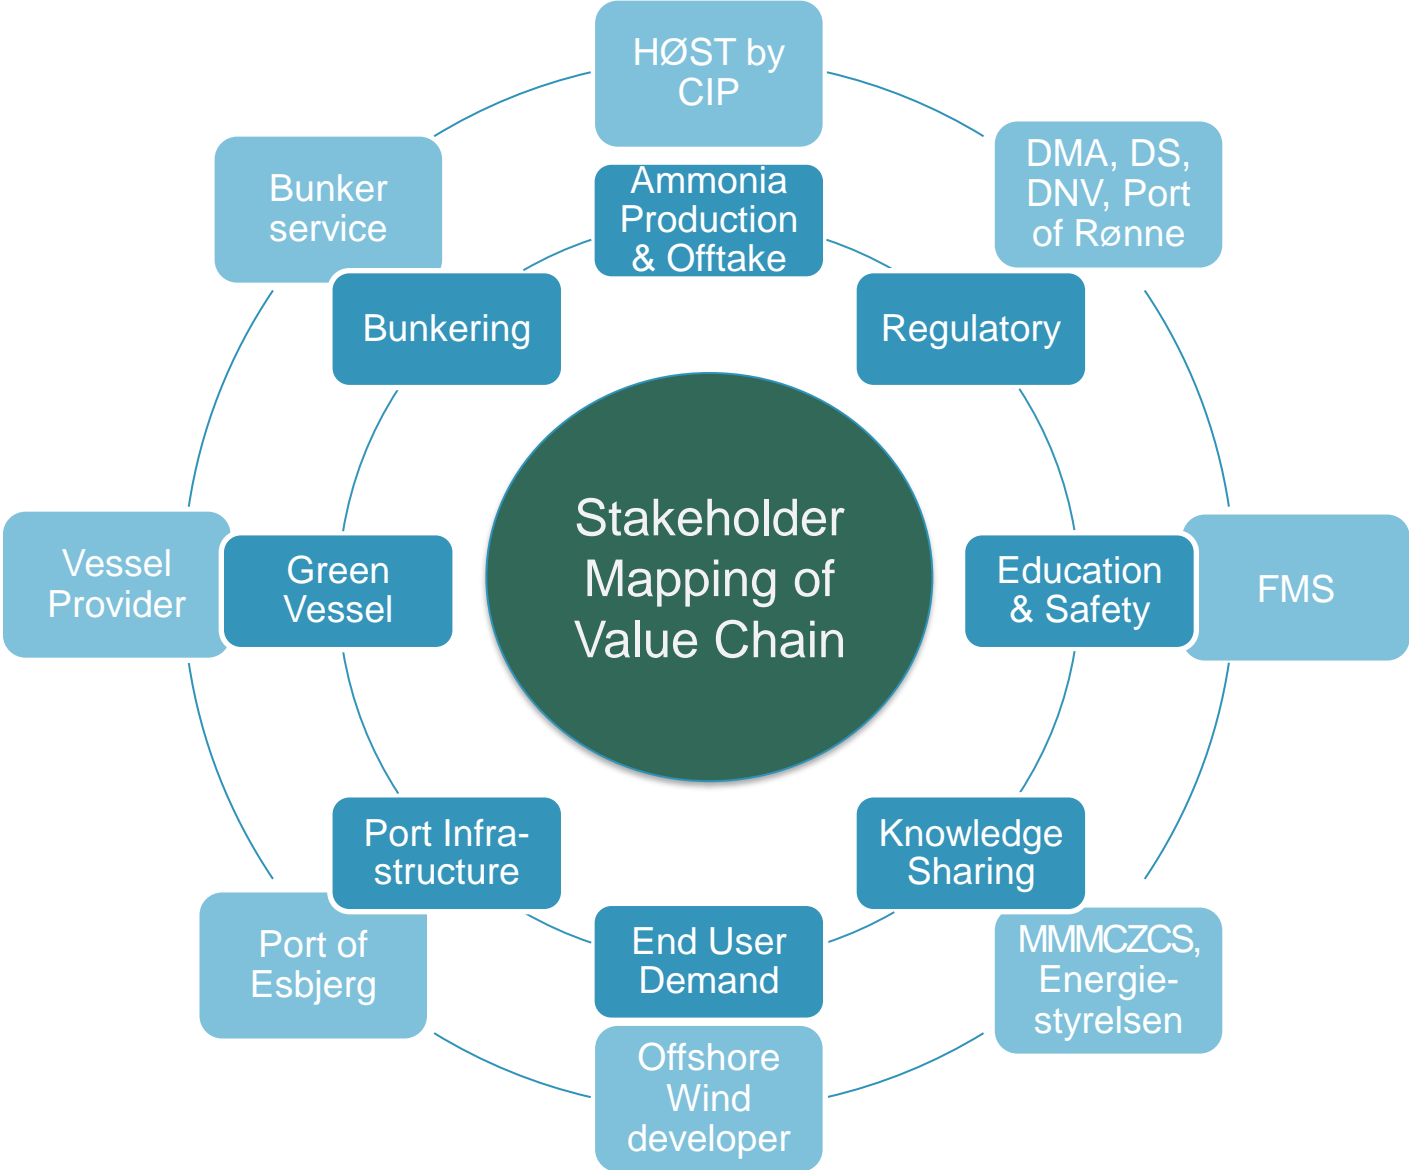 HØST by
CIP
Ammonia
Production
& Offtake
DMA, DS,
DNV, Port
of Rønne
Regulatory
FMS
Education
& Safety
MMMCZCS,
Energie-
styrelsen
Knowledge
Sharing
Offshore
Wind
developer
End User
Demand
Port of
Esbjerg
Port Infra-
structure
Vessel
Provider
Green
Vessel
Bunker
service
Bunkering
Stakeholder
Mapping of
Value Chain